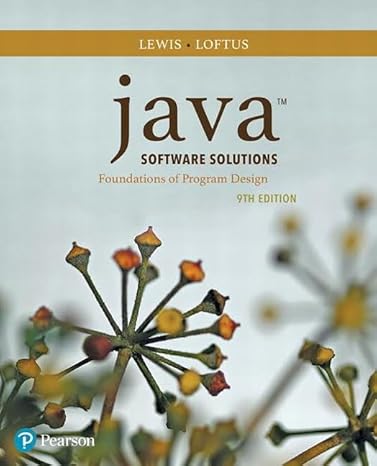 LEWIS · LOFTUS
java™
SOFTWARE SOLUTIONS
Foundations of Program Design
9TH EDITION
Pearson